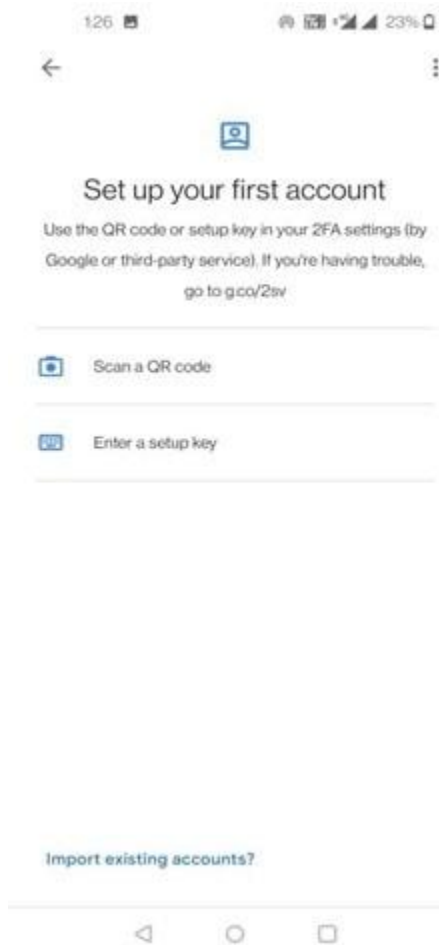 1:26
23%
Set up your first account
Use the QR code or setup key in your 2FA settings (by
Google or third-party service). If you're having trouble,
go to g.co/2sv
Scan a QR code
Enter a setup key
Import existing accounts?